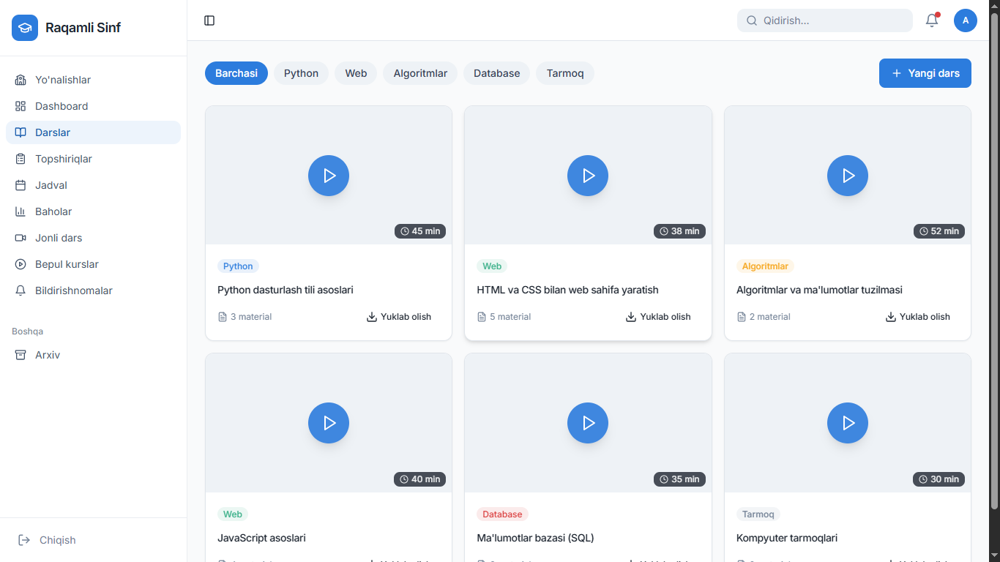 Raqamli Sinf
Qidirish...
A
Yo'nalishlar
Dashboard
Darslar
Topshiriqlar
Jadval
Baholar
Jonli dars
Bepul kurslar
Bildirishnomalar
Boshqa
Arxiv
Chiqish
Barchasi Python Web Algoritmlar Database Tarmoq
Yangi dars
45 min
Python
Python dasturlash tili asoslari
3 material Yuklab olish
38 min
Web
HTML va CSS bilan web sahifa yaratish
5 material Yuklab olish
52 min
Algoritmlar
Algoritmlar va ma'lumotlar tuzilmasi
2 material Yuklab olish
40 min
Web
JavaScript asoslari
35 min
Database
Ma'lumotlar bazasi (SQL)
30 min
Tarmoq
Kompyuter tarmoqlari